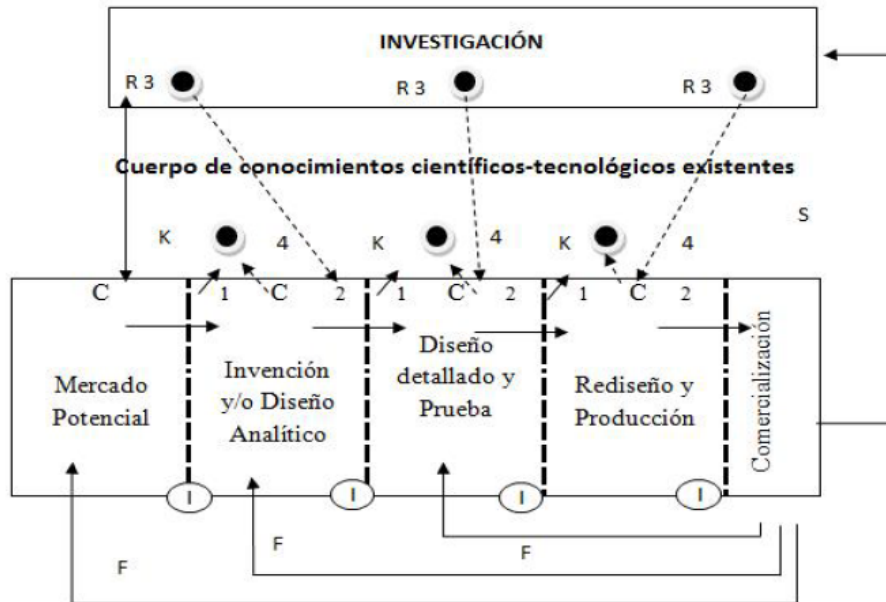 INVESTIGACIÓN
R 3
R 3
R 3
Cuerpo de conocimientos científicos-tecnológicos existentes
S
K
4
K
4
K
4
C
1
C
2
1
C
2
1
C
2
Mercado
Potencial
Invención
y/o Diseño
Analítico
Diseño
detallado y
Prueba
Rediseño y
Producción
Comercialización
I
I
I
I
F
F
F